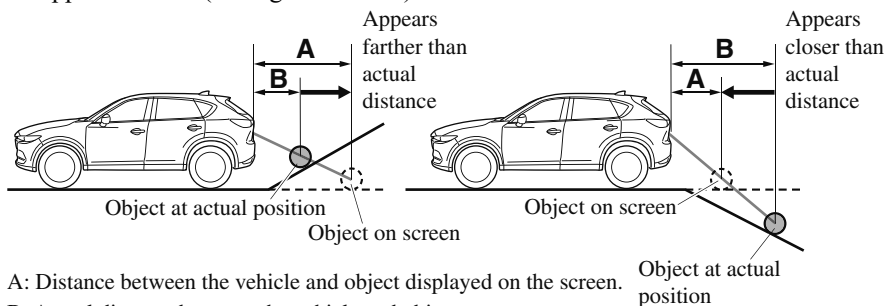 Appears
farther than
actual
distance
A
B
Object at actual position
Object on screen
Appears
closer than
actual
distance
B
A
Object on screen
Object at actual
position
A: Distance between the vehicle and object displayed on the screen.